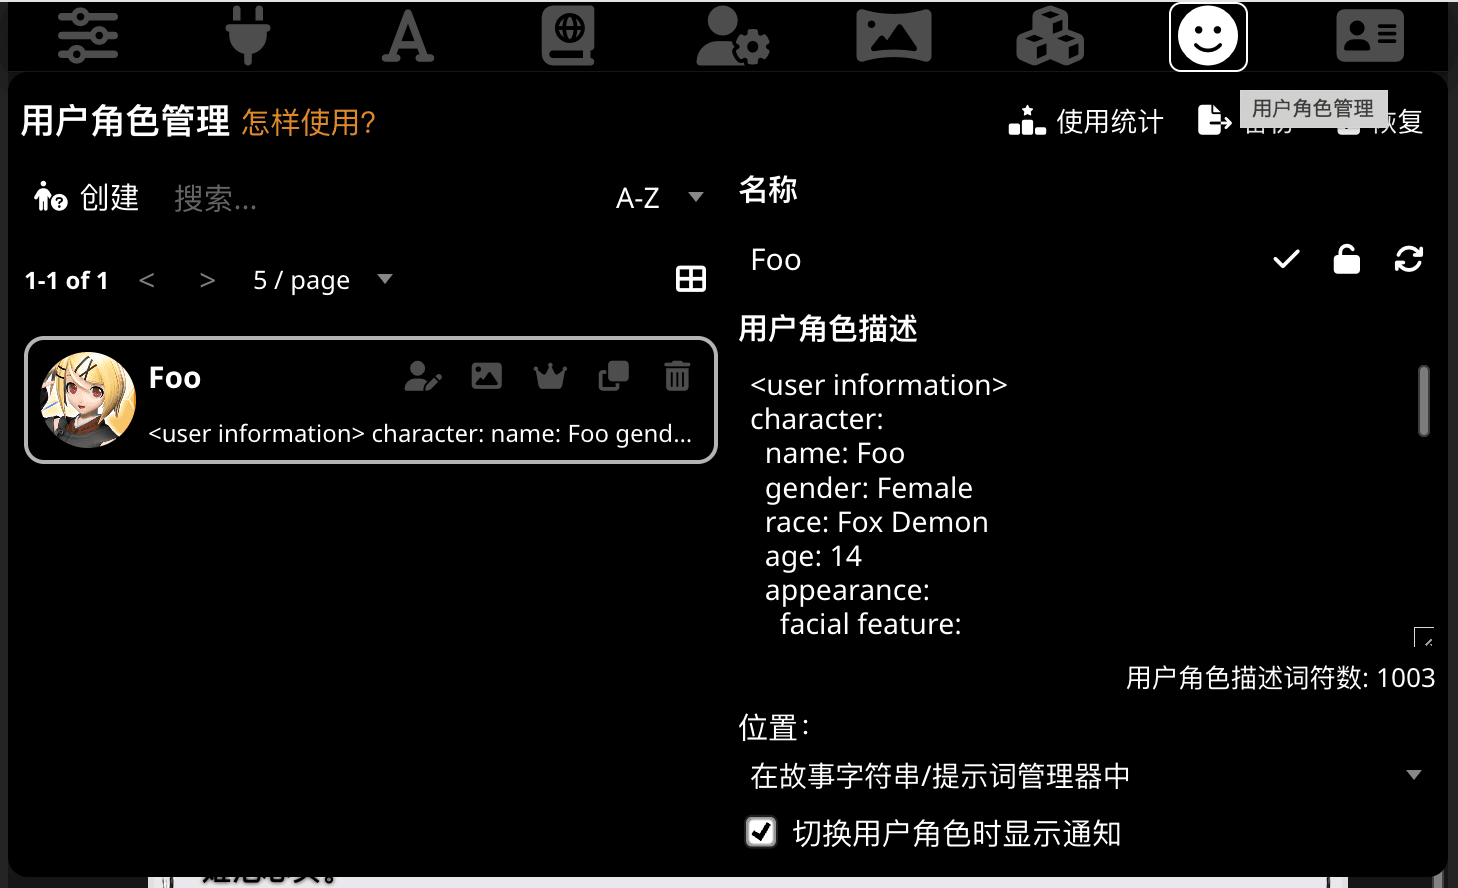 用户角色管理 怎样使用?
使用统计
恢复
用户角色管理
创建
搜索...
A-Z
1-1 of 1 < > 5 / page
Foo
<user information> character: name: Foo gend...
名称
Foo
用户角色描述
<user information>
character:
name: Foo
gender: Female
race: Fox Demon
age: 14
appearance:
facial feature:
用户角色描述词符数: 1003
位置：
在故事字符串/提示词管理器中
切换用户角色时显示通知